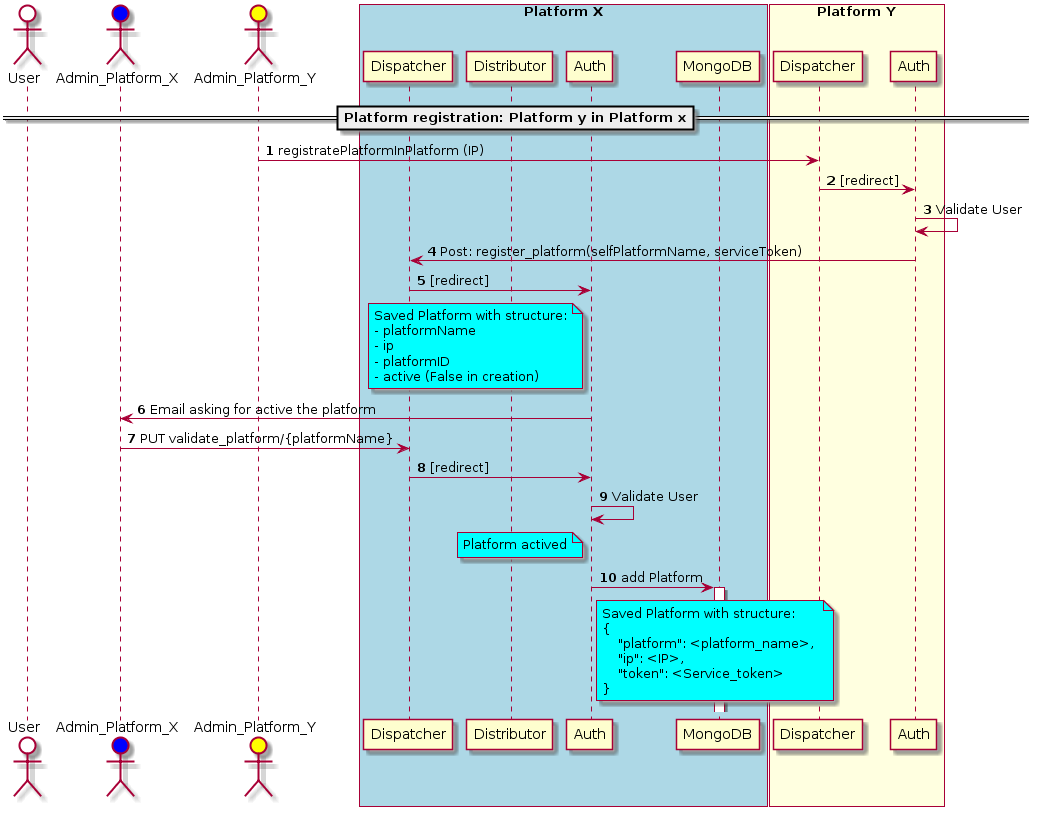 Platform X
Platform Y
User
Admin_Platform_X
Admin_Platform_Y
Dispatcher
Distributor
Auth
MongoDB
Dispatcher
Auth
Platform registration: Platform y in Platform x
1 registratePlatformInPlatform (IP)
2 [redirect]
3 Validate User
4 Post: register_platform(selfPlatformName, serviceToken)
5 [redirect]
Saved Platform with structure:
- platformName
- ip
- platformID
- active (False in creation)
6 Email asking for active the platform
7 PUT validate_platform/{platformName}
8 [redirect]
9 Validate User
Platform actived
10 add Platform
Saved Platform with structure:
{
"platform": <platform_name>,
"ip": <IP>,
"token": <Service_token>
}
User
Admin_Platform_X
Admin_Platform_Y
Dispatcher
Distributor
Auth
MongoDB
Dispatcher
Auth